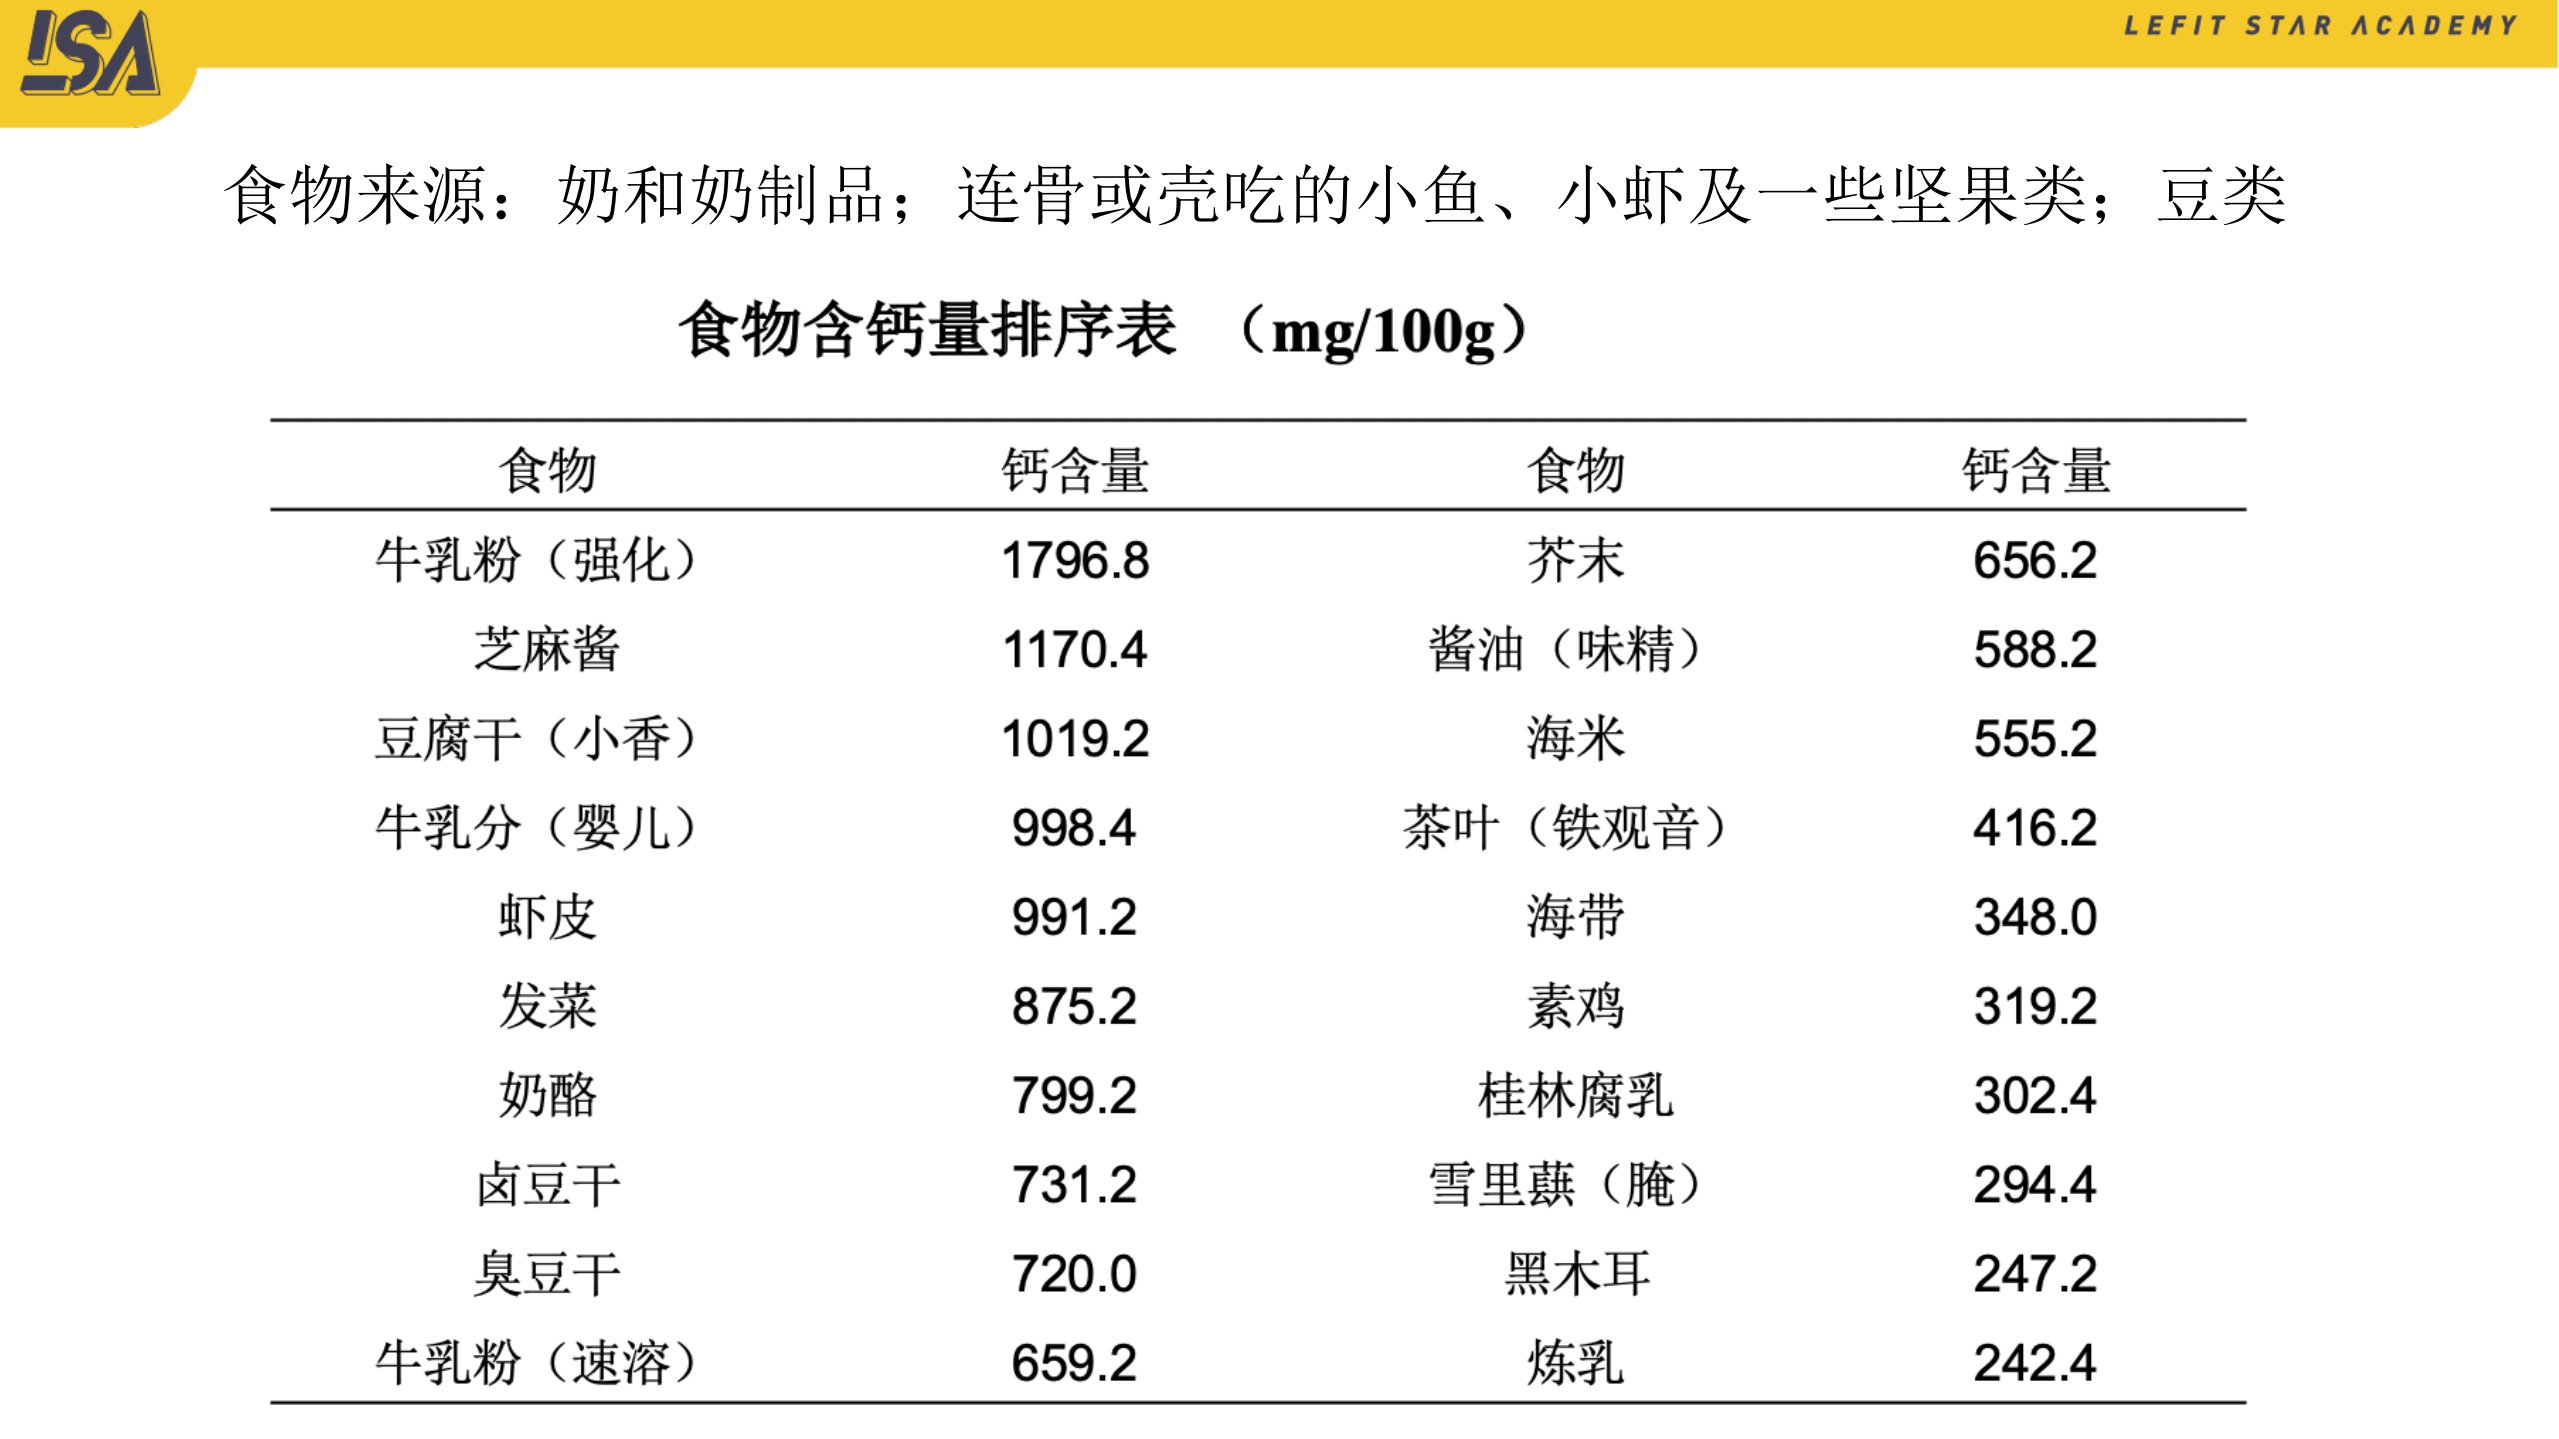 LSA
LEFIT STAR ACADEMY
食物来源：奶和奶制品；连骨或壳吃的小鱼、小虾及一些坚果类；豆类
食物含钙量排序表 （mg/100g）
食物 钙含量 食物 钙含量
牛乳粉（强化） 1796.8 芥末 656.2
芝麻酱 1170.4 酱油（味精） 588.2
豆腐干（小香） 1019.2 海米 555.2
牛乳分（婴儿） 998.4 茶叶（铁观音） 416.2
虾皮 991.2 海带 348.0
发菜 875.2 素鸡 319.2
奶酪 799.2 桂林腐乳 302.4
卤豆干 731.2 雪里蕻（腌） 294.4
臭豆干 720.0 黑木耳 247.2
牛乳粉（速溶） 659.2 炼乳 242.4